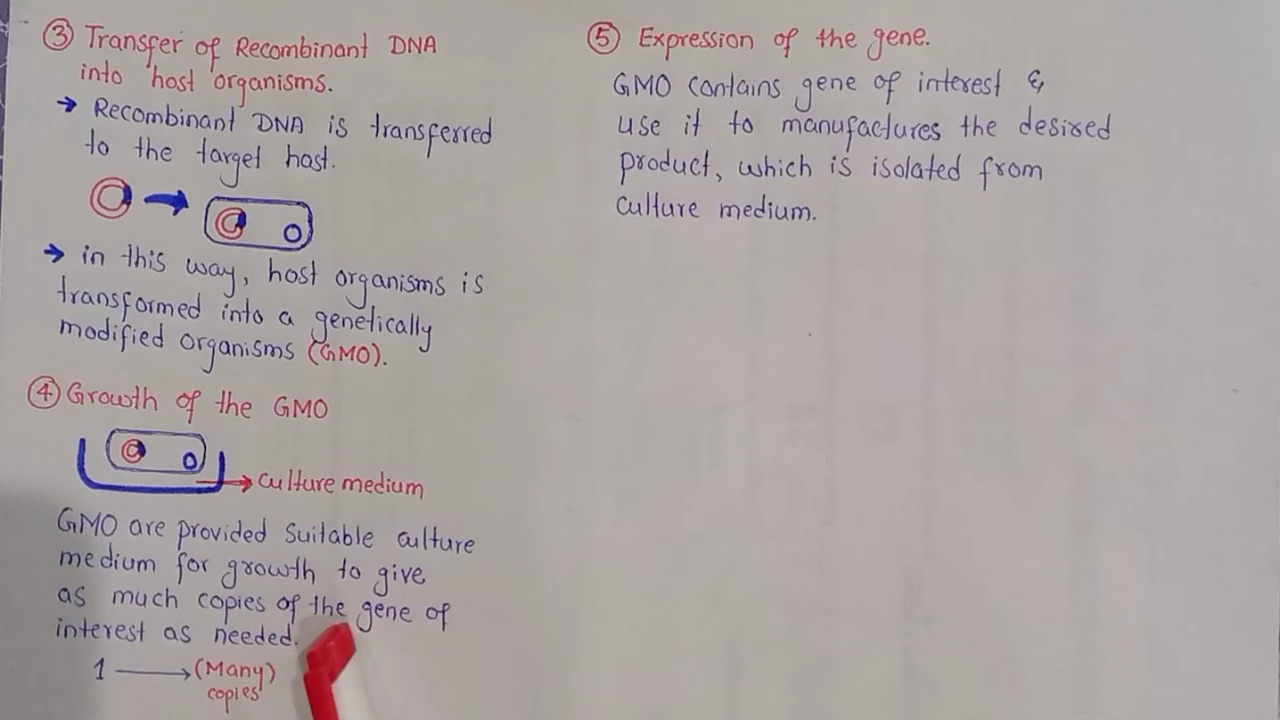 ③ Transfer of Recombinant DNA
into host organisms.
→ Recombinant DNA is transferred
to the target host.
→ in this way, host organisms is
transformed into a genetically
modified organisms (GMO).
④ Growth of the GMO
→ culture medium
GMO are provided suitable culture
medium for growth to give
as much copies of the gene of
interest as needed.
1 → (Many)
copies
⑤ Expression of the gene.
GMO contains gene of interest &
use it to manufactures the desired
product, which is isolated from
culture medium.